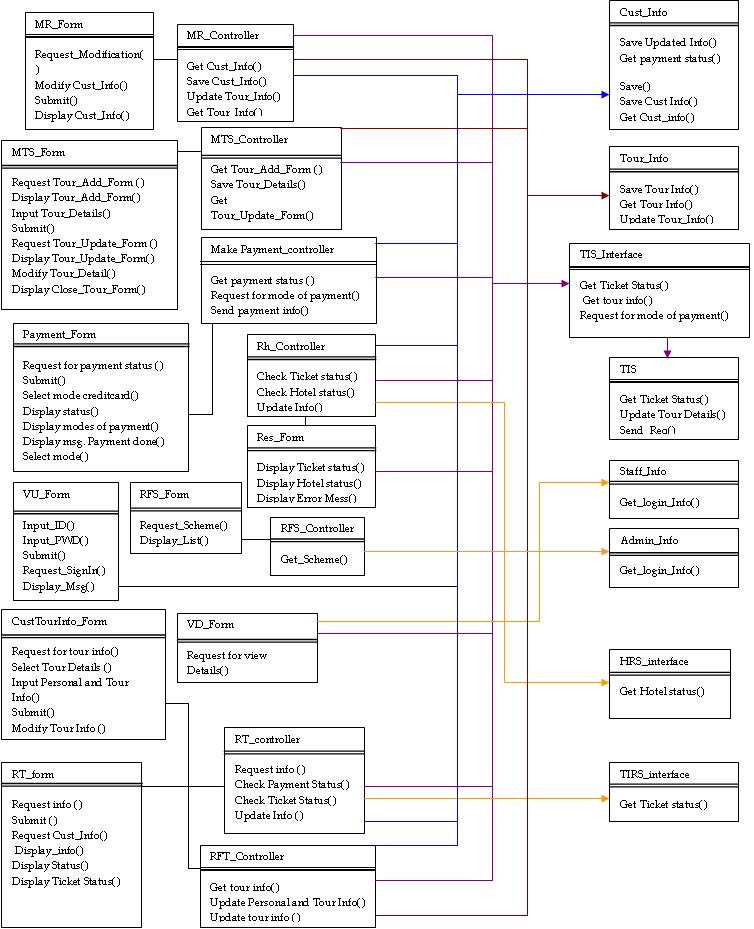 MR_Form
Request_Modification(
)
Modify Cust_Info()
Submit()
Display Cust_Info()
MR_Controller
Get Cust_Info()
Save Cust_Info()
Update Tour_Info()
Get Tour_Info()
Cust_Info
Save Updated Info()
Get payment status()
Save()
Save Cust Info()
Get Cust_info()
MTS_Form
Request Tour_Add_Form ()
Display Tour_Add_Form()
Input Tour_Details()
Submit()
Request Tour_Update_Form ()
Display Tour_Update_Form()
Modify Tour_Detail()
Display Close_Tour_Form()
MTS_Controller
Get Tour_Add_Form ()
Save Tour_Details()
Get
Tour_Update_Form()
Tour_Info
Save Tour Info()
Get Tour Info()
Update Tour_Info()
Make Payment_controller
Get payment status ()
Request for mode of payment()
Send payment info()
TIS_Interface
Get Ticket Status()
Get tour info()
Request for mode of payment()
Payment_Form
Request for payment status ()
Submit()
Select mode creditcard()
Display status()
Display modes of payment()
Display msg. Payment done()
Select mode()
Rh_Controller
Check Ticket status()
Check Hotel status()
Update Info()
TIS
Get Ticket Status()
Update Tour Details()
Send_Req()
Res_Form
Display Ticket status()
Display Hotel status()
Display Error Mess()
Staff_Info
Get_login_Info()
VU_Form
Input_ID()
Input_PWD()
Submit()
Request_SignIn()
Display_Msg()
RFS_Form
Request_Scheme()
Display_List()
RFS_Controller
Get_Scheme()
Admin_Info
Get_login_Info()
CustTourInfo_Form
Request for tour info()
Select Tour Details ()
Input Personal and Tour
Info()
Submit()
Modify Tour Info ()
VD_Form
Request for view
Details()
HRS_interface
Get Hotel status()
RT_controller
Request info ()
Check Payment Status()
Check Ticket Status()
Update Info ()
TIRS_interface
Get Ticket status()
RT_form
Request info ()
Submit ()
Request Cust_Info()
Display_info()
Display Status()
Display Ticket Status()
RFT_Controller
Get tour info()
Update Personal and Tour Info()
Update tour info ()